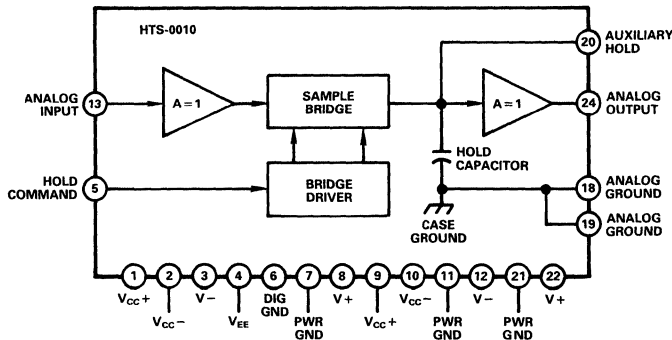 HTS-0010
20
AUXILIARY
HOLD
ANALOG
INPUT
13
A = 1
SAMPLE
BRIDGE
A = 1
24
ANALOG
OUTPUT
HOLD
CAPACITOR
HOLD
COMMAND
5
BRIDGE
DRIVER
18
ANALOG
GROUND
CASE
GROUND
19
ANALOG
GROUND
1
2
3
4
6
7
8
9
10
11
12
21
22
VCC+
VCC−
V−
VEE
DIG
GND
PWR
GND
V+
VCC+
VCC−
PWR
GND
V−
PWR
GND
V+